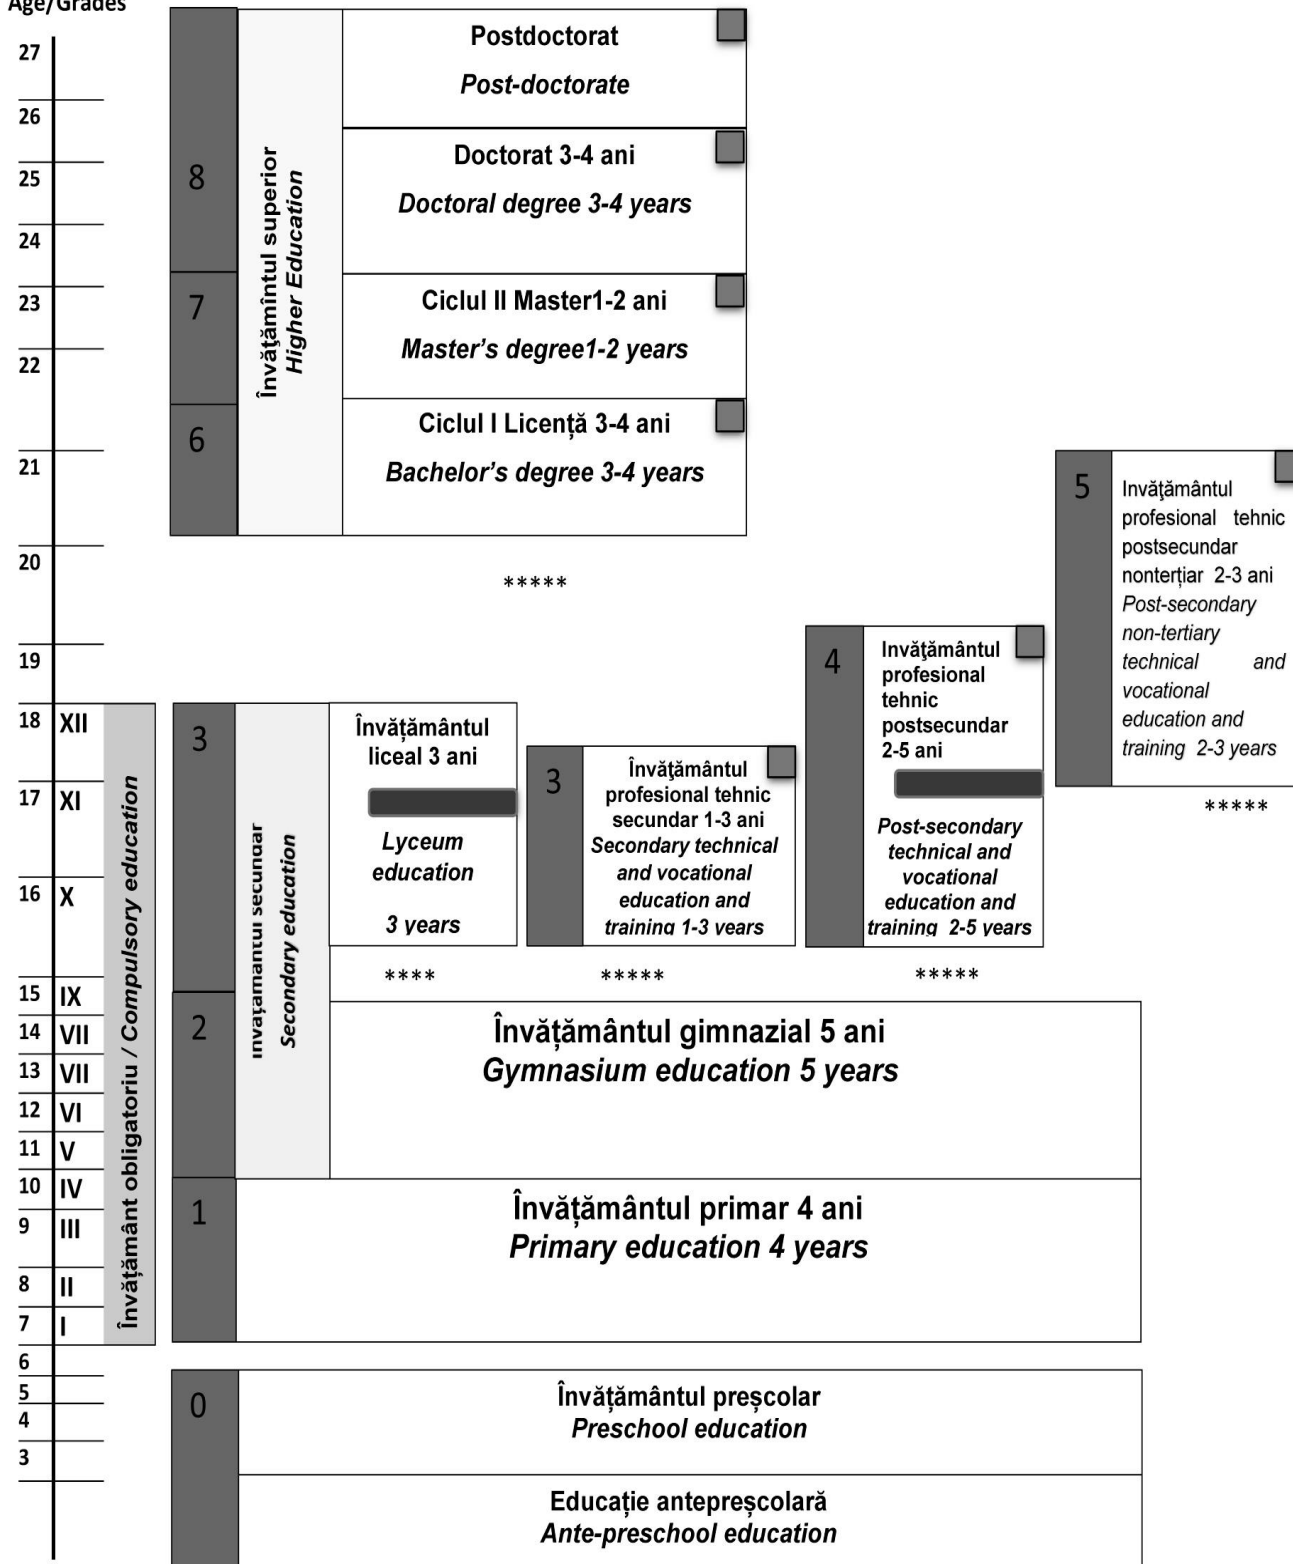 Age/Grades
27
26
25
24
23
22
21
20
19
18 XII
17 XI
16 X
15 IX
14 VII
13 VII
12 VI
11 V
10 IV
9 III
8 II
7 I
6
5
4
3
Învățământ obligatoriu / Compulsory education
8
7
6
Învăţămîntul superior
Higher Education
Postdoctorat
Post-doctorate
Doctorat 3-4 ani
Doctoral degree 3-4 years
Ciclul II Master1-2 ani
Master’s degree1-2 years
Ciclul I Licență 3-4 ani
Bachelor’s degree 3-4 years
*****
5
Invăţământul
profesional tehnic
postsecundar
nonterțiar 2-3 ani
Post-secondary
non-tertiary
technical and
vocational
education and
training 2-3 years
*****
4
Invăţământul
profesional
tehnic
postsecundar
2-5 ani
Post-secondary
technical and
vocational
education and
training 2-5 years
*****
3
Învăţământul
profesional tehnic
secundar 1-3 ani
Secondary technical
and vocational
education and
training 1-3 years
*****
3
Învățământul
liceal 3 ani
Lyceum
education
3 years
****
secundar
Secondary education
2
Învățământul gimnazial 5 ani
Gymnasium education 5 years
1
Învățământul primar 4 ani
Primary education 4 years
0
Învățământul preșcolar
Preschool education
Educație antepreșcolară
Ante-preschool education